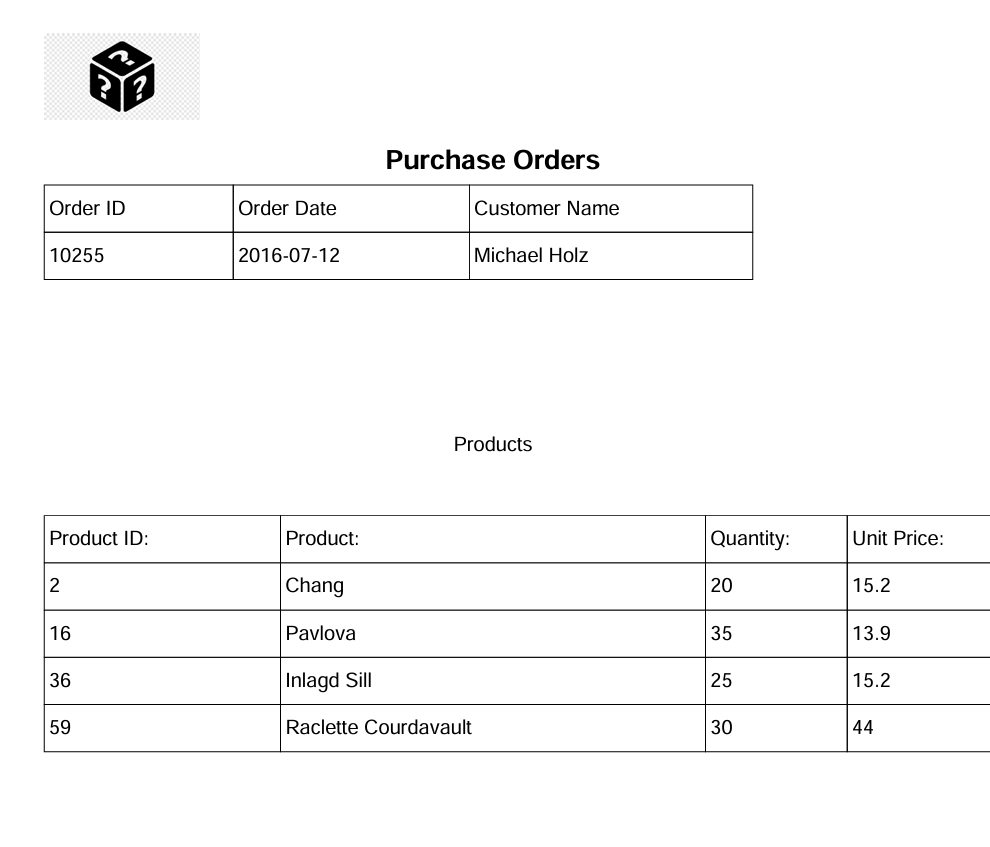 ? ? ?
Purchase Orders
Order ID Order Date Customer Name
10255 2016-07-12 Michael Holz
Products
Product ID: Product: Quantity: Unit Price:
2 Chang 20 15.2
16 Pavlova 35 13.9
36 Inlagd Sill 25 15.2
59 Raclette Courdavault 30 44